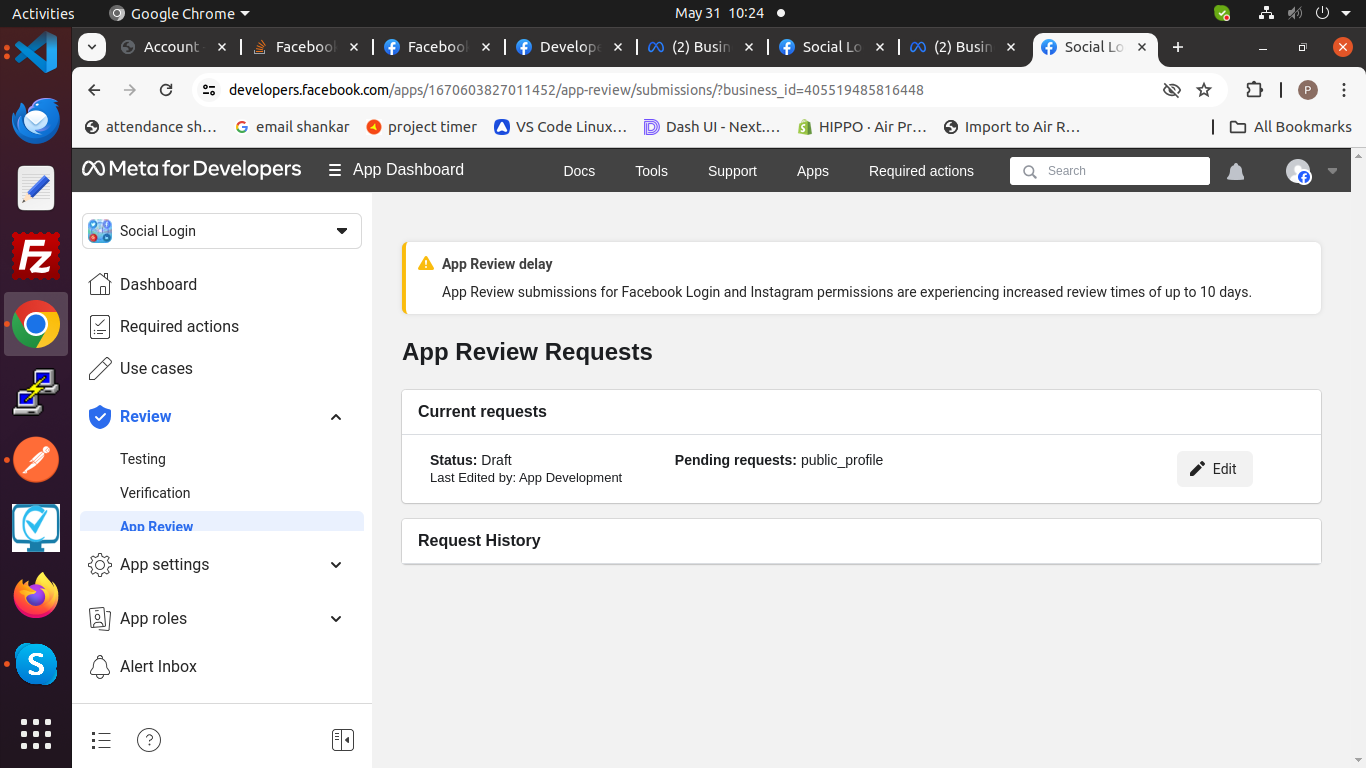 Activities
Google Chrome
May 31 10:24
Account
Facebook
Facebook
Develope
(2) Busin
Social Lo
(2) Busin
Social Lo
developers.facebook.com/apps/1670603827011452/app-review/submissions/?business_id=405519485816448
P
attendance sh…
email shankar
project timer
VS Code Linux…
Dash UI - Next.…
HIPPO · Air Pr…
Import to Air R…
All Bookmarks
Meta for Developers
App Dashboard
Docs
Tools
Support
Apps
Required actions
Search
Social Login
Dashboard
Required actions
Use cases
Review
Testing
Verification
App Review
App settings
App roles
Alert Inbox
App Review delay
App Review submissions for Facebook Login and Instagram permissions are experiencing increased review times of up to 10 days.
App Review Requests
Current requests
Status: Draft
Last Edited by: App Development
Pending requests: public_profile
Edit
Request History